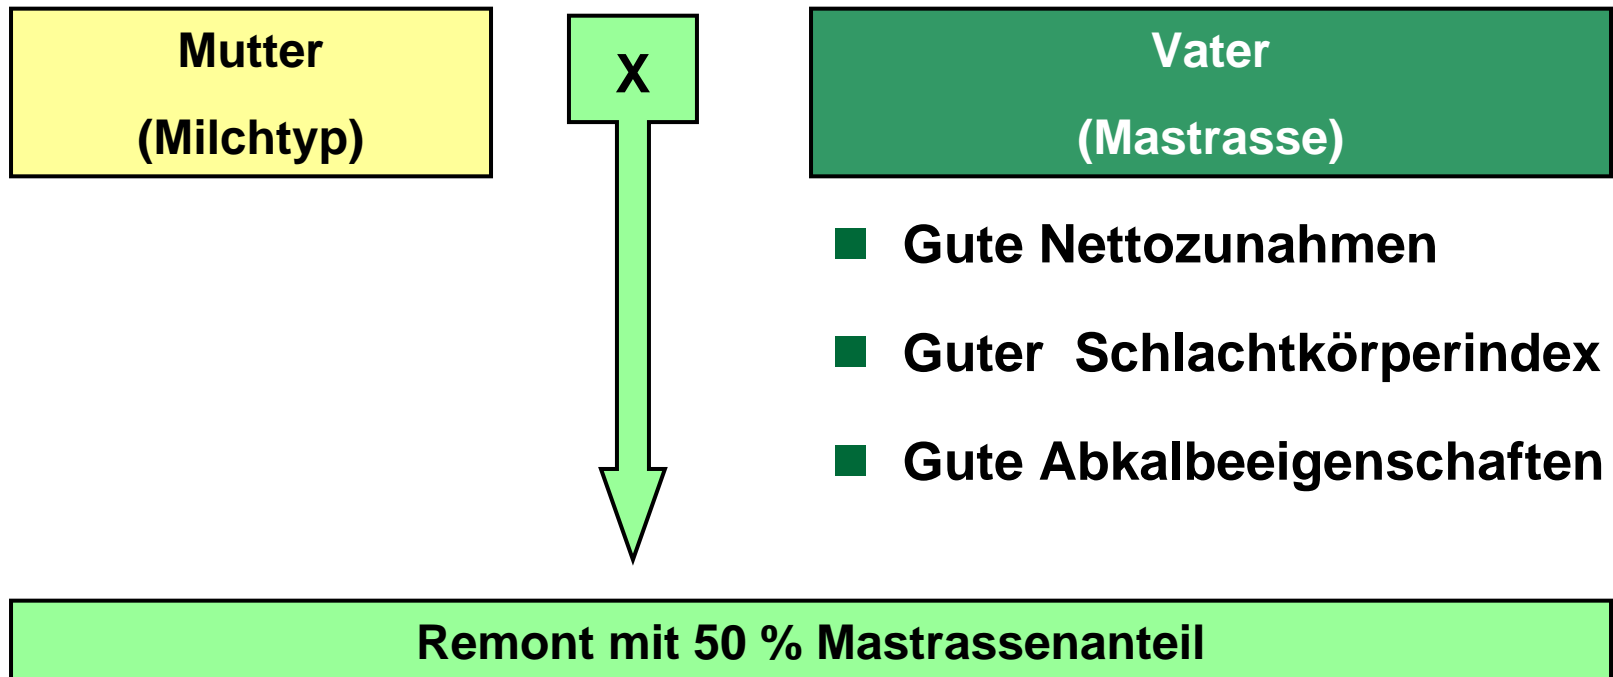 Mutter
(Milchtyp)
X
Vater
(Mastrasse)
Gute Nettozunahmen
Guter  Schlachtkörperindex
Gute Abkalbeeigenschaften
Remont mit 50 % Mastrassenanteil